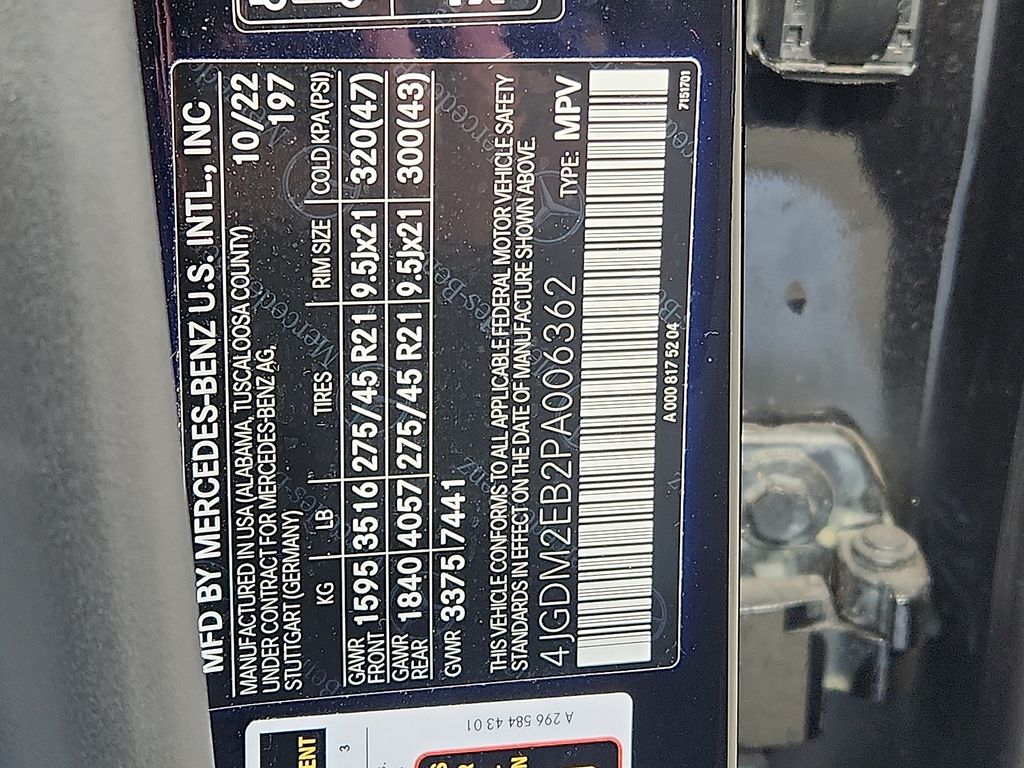 MFD BY MERCEDES-BENZ U.S. INTL., INC
MANUFACTURED IN USA (ALABAMA, TUSCALOOSA COUNTY) 10/22
UNDER CONTRACT FOR MERCEDES-BENZ AG, 197
STUTTGART (GERMANY)
KG LB TIRES RIM SIZE COLD KPA (PSI)
GAWR FRONT 1595 3516 275/45 R21 9.5Jx21 320(47)
GAWR REAR 1840 4057 275/45 R21 9.5Jx21 300(43)
GVWR 3375 7441
THIS VEHICLE CONFORMS TO ALL APPLICABLE FEDERAL MOTOR VEHICLE SAFETY
STANDARDS IN EFFECT ON THE DATE OF MANUFACTURE SHOWN ABOVE.
4JGDM2EB2PA006362 TYPE: MPV
A 000 817 52 04 7151701
A 296 584 43 01
3